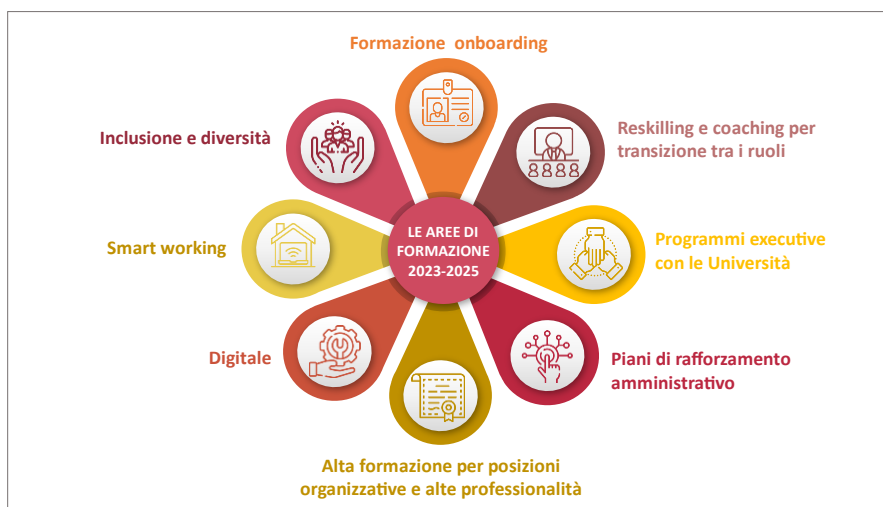 Formazione onboarding
Inclusione e diversità
Reskilling e coaching per
transizione tra i ruoli
LE AREE DI
FORMAZIONE
2023-2025
Smart working
Programmi executive
con le Università
Digitale
Piani di rafforzamento
amministrativo
Alta formazione per posizioni
organizzative e alte professionalità